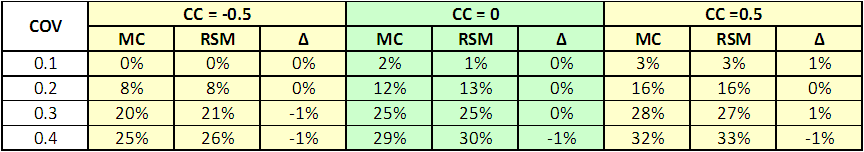 COV CC = -0.5 CC = 0 CC =0.5
MC RSM Δ MC RSM Δ MC RSM Δ
0.1 0% 0% 0% 2% 1% 0% 3% 3% 1%
0.2 8% 8% 0% 12% 13% 0% 16% 16% 0%
0.3 20% 21% -1% 25% 25% 0% 28% 27% 1%
0.4 25% 26% -1% 29% 30% -1% 32% 33% -1%